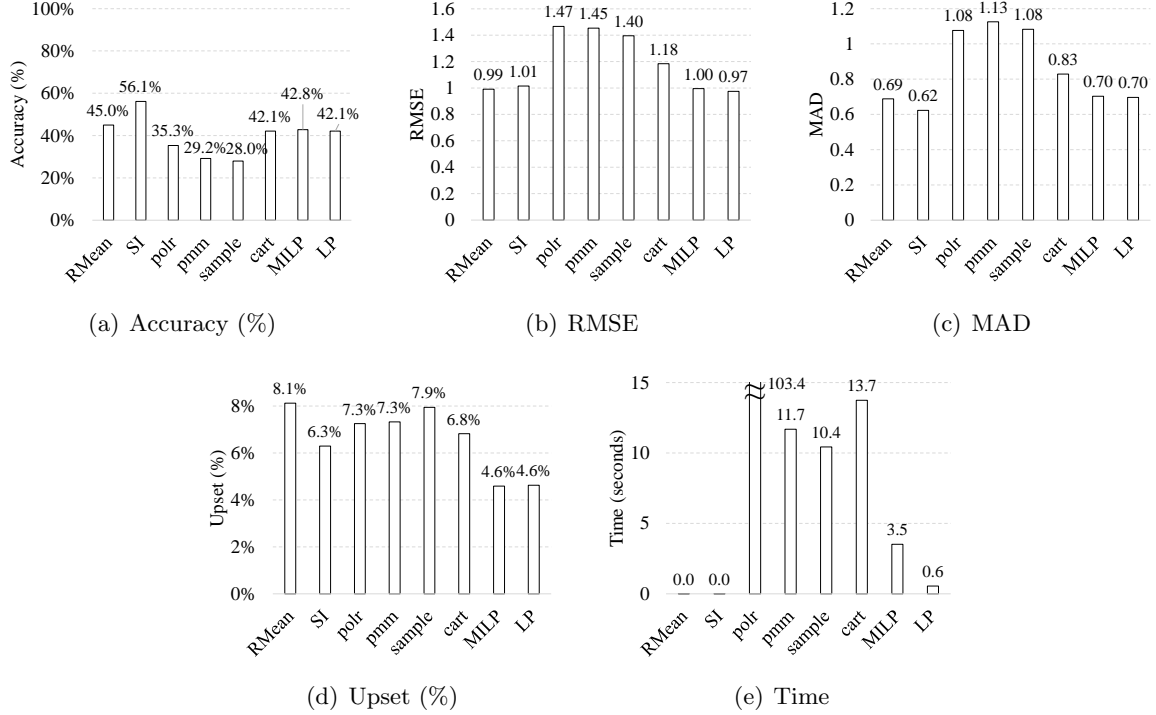 100%
80%
60%
40%
20%
0%
Accuracy (%)
45.0%
56.1%
35.3%
29.2%
28.0%
42.1%
42.8%
42.1%
RMean
SI
polr
pmm
sample
cart
MILP
LP
(a) Accuracy (%)
1.6
1.4
1.2
1
0.8
0.6
0.4
0.2
0
RMSE
0.99
1.01
1.47
1.45
1.40
1.18
1.00
0.97
RMean
SI
polr
pmm
sample
cart
MILP
LP
(b) RMSE
1.2
1
0.8
0.6
0.4
0.2
0
MAD
0.69
0.62
1.08
1.13
1.08
0.83
0.70
0.70
RMean
SI
polr
pmm
sample
cart
MILP
LP
(c) MAD
8%
6%
4%
2%
0%
Upset (%)
8.1%
6.3%
7.3%
7.3%
7.9%
6.8%
4.6%
4.6%
RMean
SI
polr
pmm
sample
cart
MILP
LP
(d) Upset (%)
15
10
5
0
Time (seconds)
0.0
0.0
103.4
11.7
10.4
13.7
3.5
0.6
RMean
SI
polr
pmm
sample
cart
MILP
LP
(e) Time